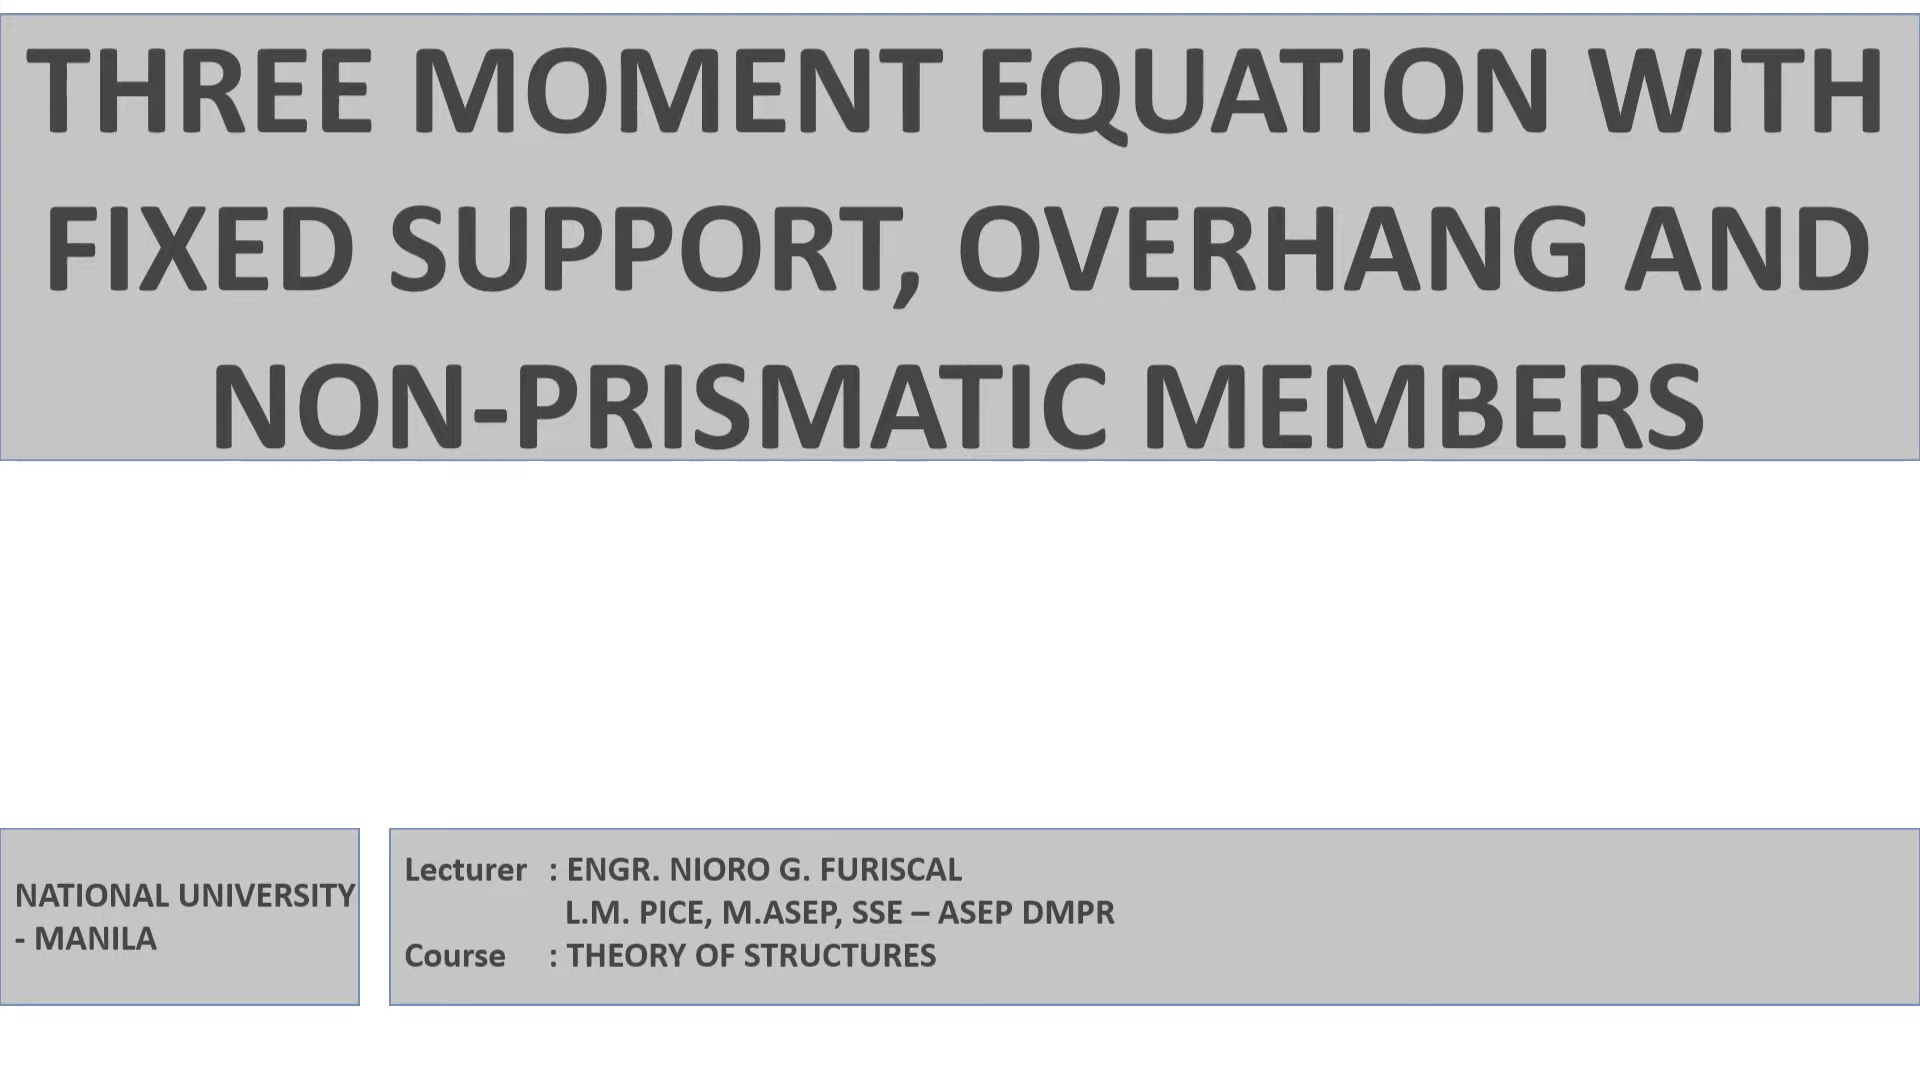 THREE MOMENT EQUATION WITH
FIXED SUPPORT, OVERHANG AND
NON-PRISMATIC MEMBERS
NATIONAL UNIVERSITY
- MANILA
Lecturer : ENGR. NIORO G. FURISCAL
L.M. PICE, M.ASEP, SSE – ASEP DMPR
Course : THEORY OF STRUCTURES